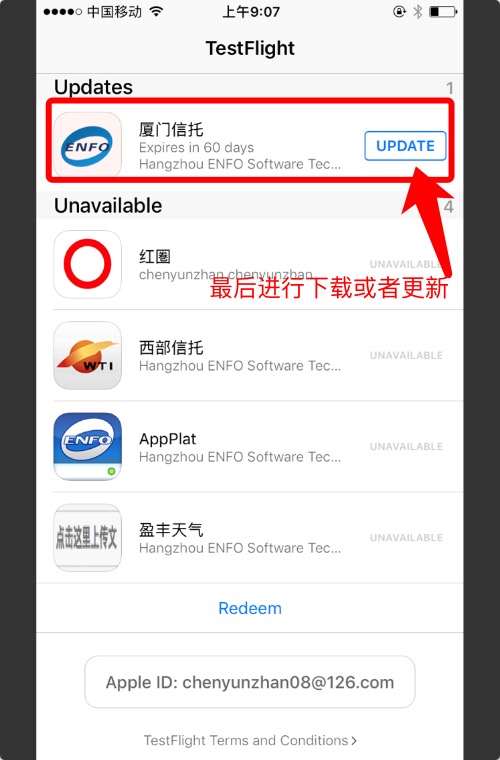 中国移动
上午9:07
TestFlight
Updates
1
ENFO
厦门信托
Expires in 60 days
Hangzhou ENFO Software Tec...
UPDATE
Unavailable
4
红圈
chenyunzhan chenyunzhan
UNAVAILABLE
最后进行下载或者更新
WTI
西部信托
Hangzhou ENFO Software Tec...
UNAVAILABLE
ENFO
AppPlat
Hangzhou ENFO Software Tec...
UNAVAILABLE
点击这里上传文
盈丰天气
Hangzhou ENFO Software Tec...
UNAVAILABLE
Redeem
Apple ID: chenyunzhan08@126.com
TestFlight Terms and Conditions